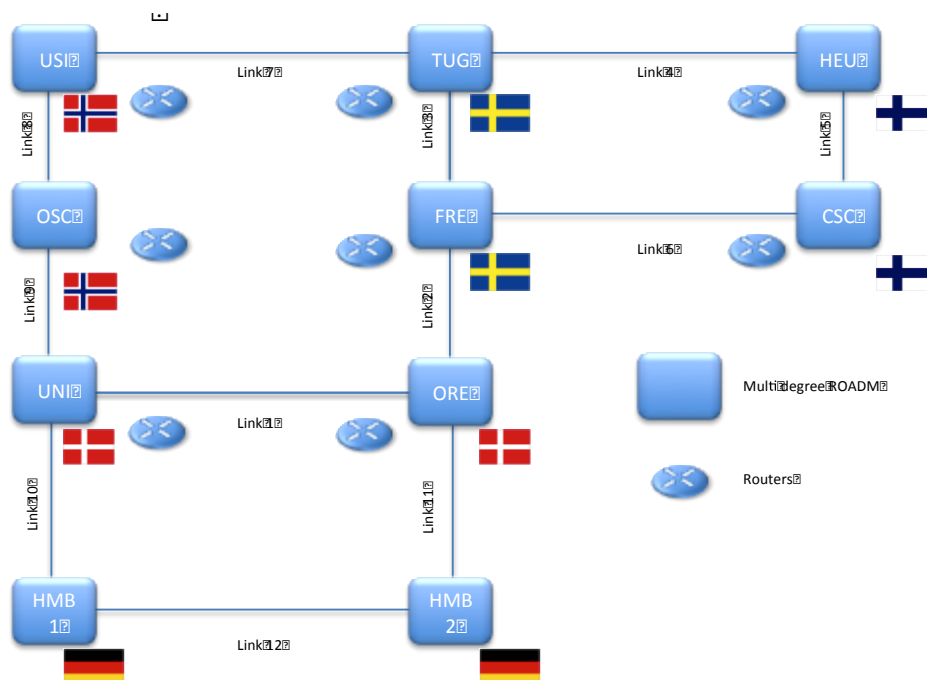 USI
TUG
HEU
Link 7
Link 4
Link 8
Link 3
Link 5
OSC
FRE
CSC
Link 6
Link 9
Link 2
UNI
ORE
Multi degree ROADM
Link 1
Link 10
Link 11
Routers
HMB
1
HMB
2
Link 12